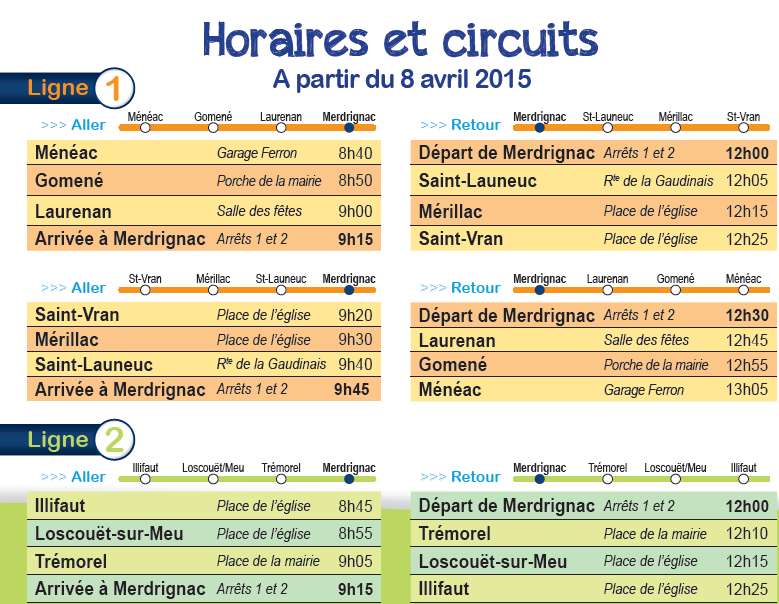 Horaires et circuits
A partir du 8 avril 2015
Ligne 1
>>> Aller Ménéac Gomené Laurenan Merdrignac
Ménéac Garage Ferron 8h40
Gomené Porche de la mairie 8h50
Laurenan Salle des fêtes 9h00
Arrivée à Merdrignac Arrêts 1 et 2 9h15
>>> Retour Merdrignac St-Launeuc Mérillac St-Vran
Départ de Merdrignac Arrêts 1 et 2 12h00
Saint-Launeuc Rte de la Gaudinais 12h05
Mérillac Place de l'église 12h15
Saint-Vran Place de l'église 12h25
>>> Aller St-Vran Mérillac St-Launeuc Merdrignac
Saint-Vran Place de l'église 9h20
Mérillac Place de l'église 9h30
Saint-Launeuc Rte de la Gaudinais 9h40
Arrivée à Merdrignac Arrêts 1 et 2 9h45
>>> Retour Merdrignac Laurenan Gomené Ménéac
Départ de Merdrignac Arrêts 1 et 2 12h30
Laurenan Salle des fêtes 12h45
Gomené Porche de la mairie 12h55
Ménéac Garage Ferron 13h05
Ligne 2
>>> Aller Illifaut Loscouët/Meu Trémorel Merdrignac
Illifaut Place de l'église 8h45
Loscouët-sur-Meu Place de l'église 8h55
Trémorel Place de la mairie 9h05
Arrivée à Merdrignac Arrêts 1 et 2 9h15
>>> Retour Merdrignac Trémorel Loscouët/Meu Illifaut
Départ de Merdrignac Arrêts 1 et 2 12h00
Trémorel Place de la mairie 12h10
Loscouët-sur-Meu Place de l'église 12h15
Illifaut Place de l'église 12h25